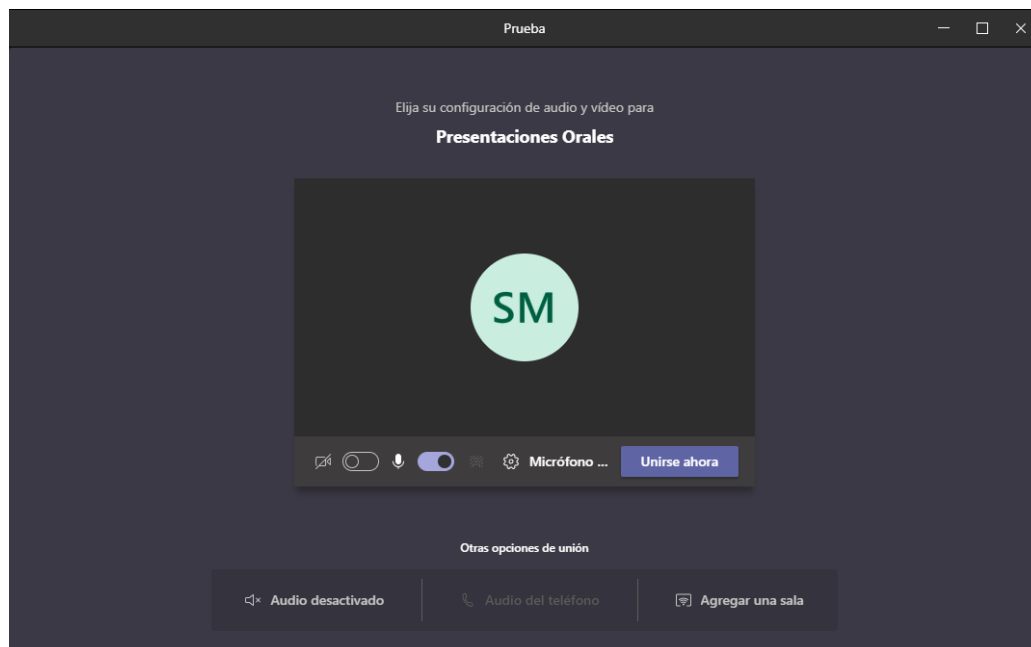 Prueba
Elija su configuración de audio y vídeo para
Presentaciones Orales
SM
Micrófono ...
Unirse ahora
Otras opciones de unión
Audio desactivado
Audio del teléfono
Agregar una sala